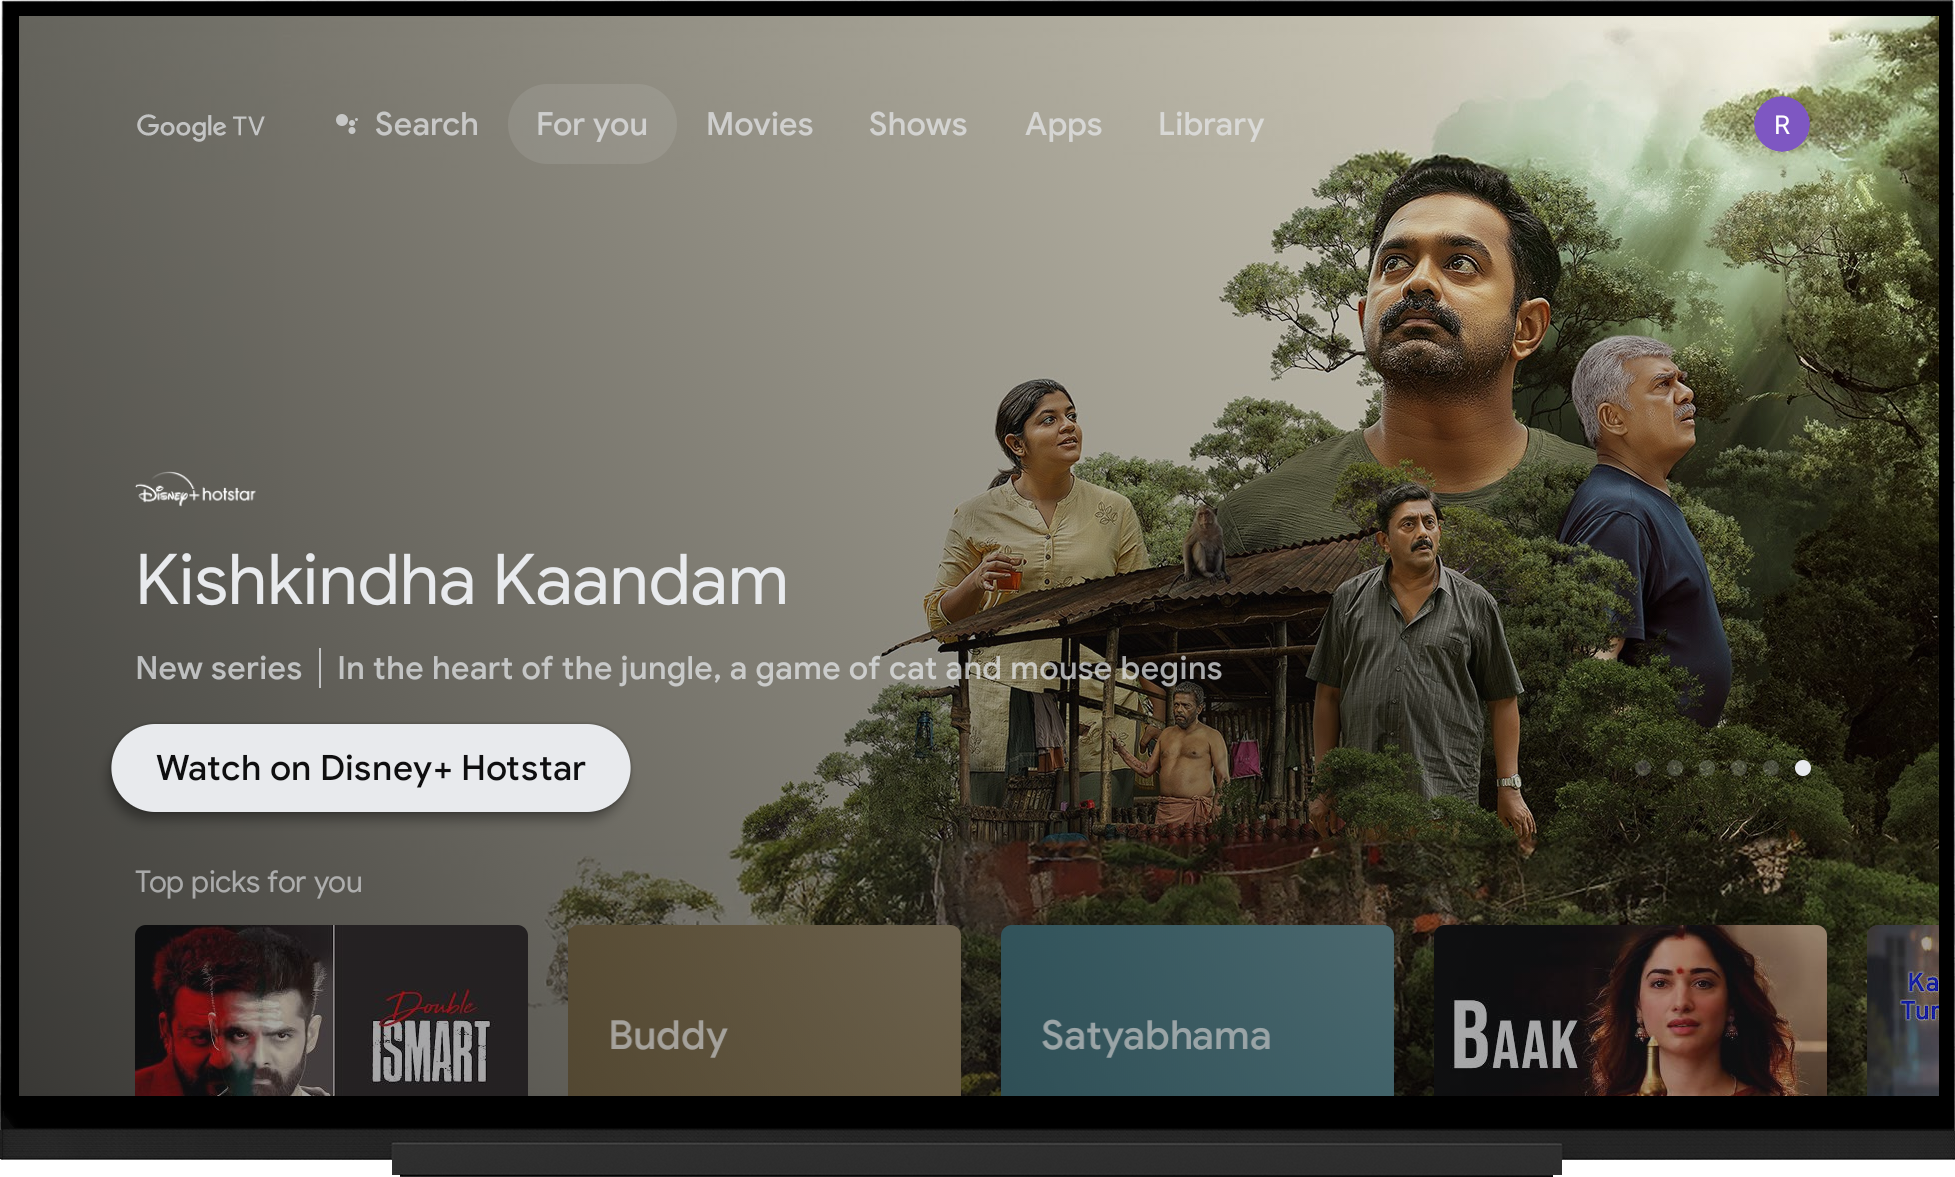 Google TV
Search
For you
Movies
Shows
Apps
Library
R
Disney+ hotstar
Kishkindha Kaandam
New series | In the heart of the jungle, a game of cat and mouse begins
Watch on Disney+ Hotstar
Top picks for you
Double
ISMART
Buddy
Satyabhama
BAAK
Ka
Tur